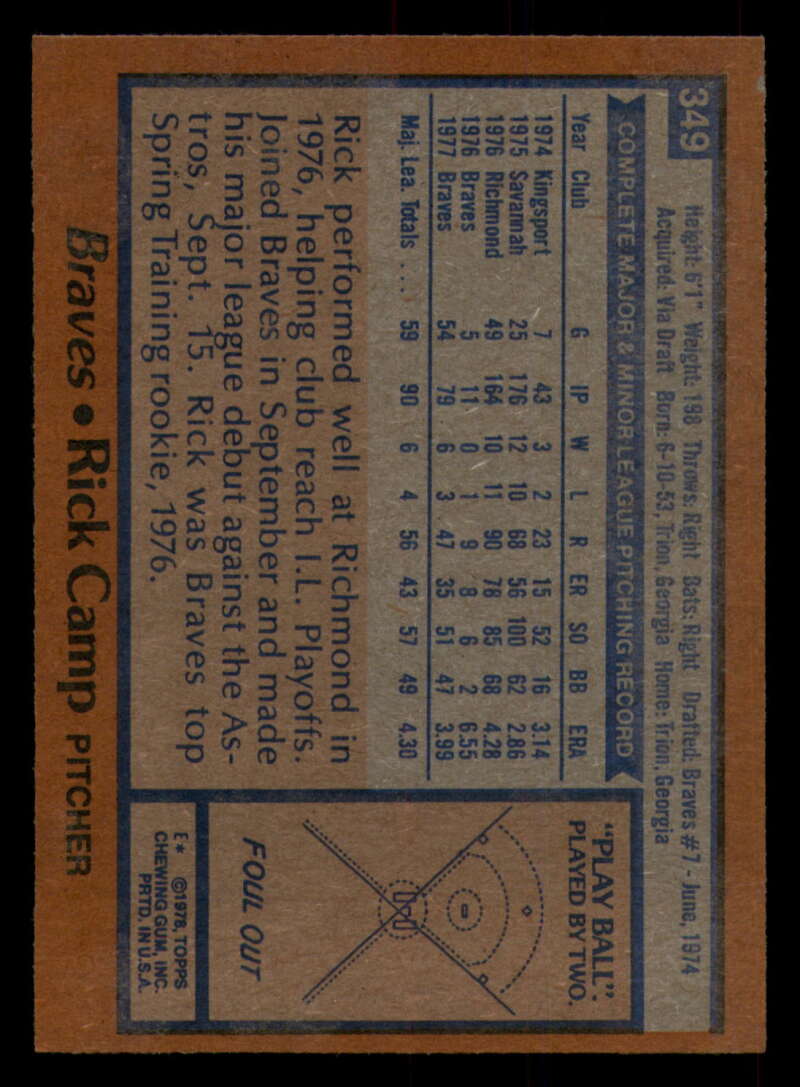 349
Height: 6'1" Weight: 198 Throws: Right Bats: Right Drafted: Braves #7 - June, 1974
Acquired: Via Draft Born: 6-10-53, Trion, Georgia Home: Trion, Georgia
COMPLETE MAJOR & MINOR LEAGUE PITCHING RECORD
Year Club G IP W L R ER SO BB ERA
1974 Kingsport 7 43 3 2 23 15 52 16 3.14
1975 Savannah 25 176 12 10 68 56 100 62 2.86
1976 Richmond 49 164 10 11 90 78 85 68 4.28
1976 Braves 5 11 0 1 9 8 6 2 6.55
1977 Braves 54 79 6 3 47 35 51 47 3.99
Maj. Lea. Totals .... 59 90 6 4 56 43 57 49 4.30
Rick performed well at Richmond in
1976, helping club reach I.L. Playoffs.
Joined Braves in September and made
his major league debut against the As-
tros, Sept. 15. Rick was Braves top
Spring Training rookie, 1976.
"PLAY BALL".
PLAYED BY TWO.
FOUL OUT
E* ©1978, TOPPS
CHEWING GUM, INC.
PRTD. IN U.S.A.
Braves • Rick Camp PITCHER